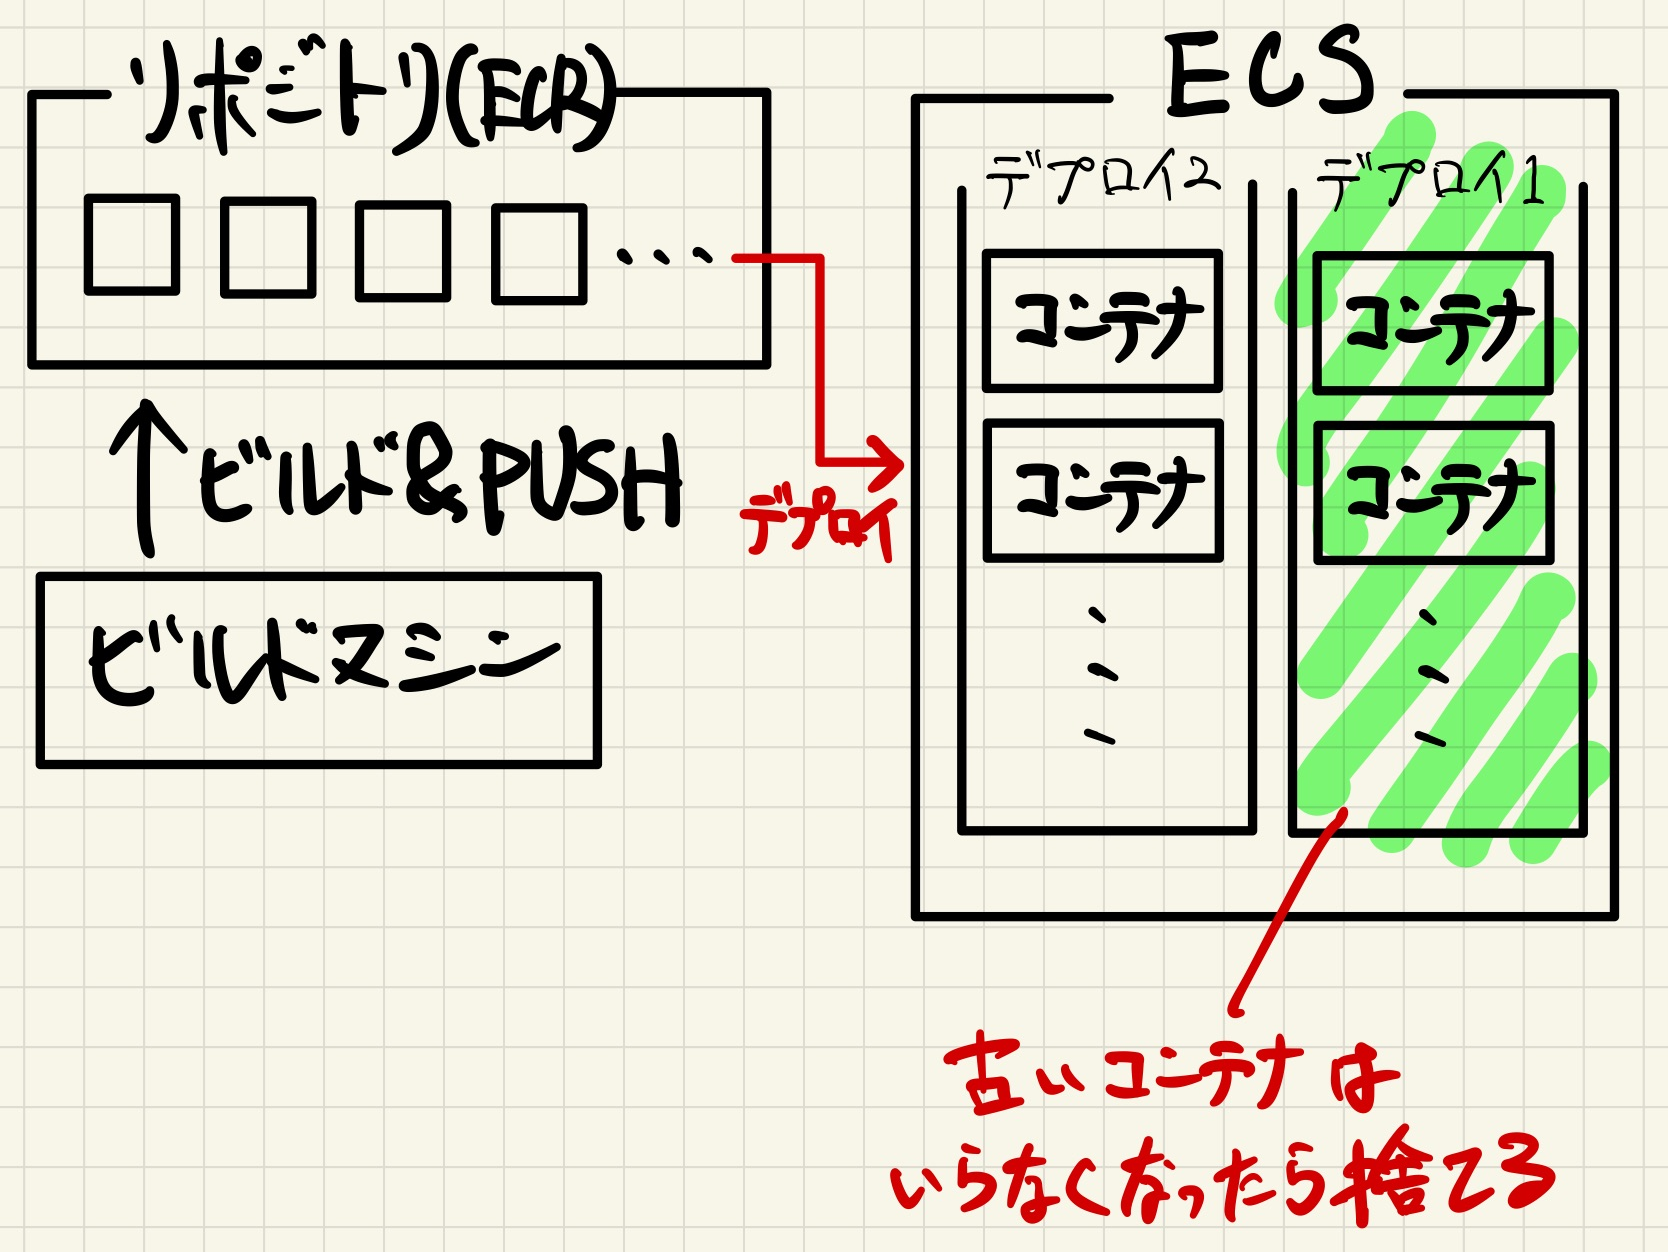 リポジトリ(ECR)
ビルド&PUSH
ビルドマシン
デプロイ
ECS
デプロイ2
コンテナ
コンテナ
デプロイ1
コンテナ
コンテナ
古いコンテナは
いらなくなったら捨てる